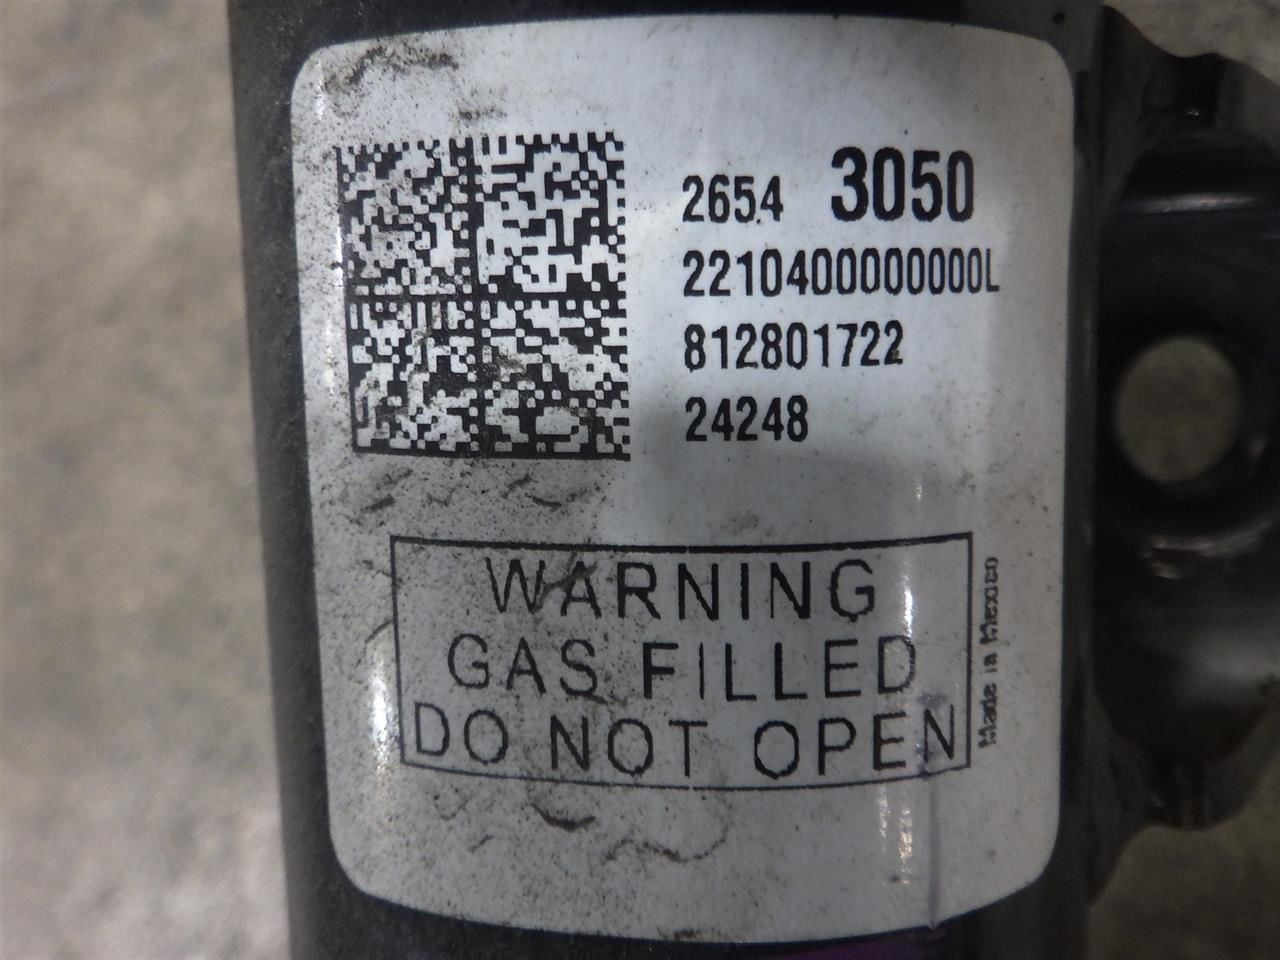 2654 3050
2210400000000L
812801722
24248
WARNING
GAS FILLED
DO NOT OPEN
Made in Mexico